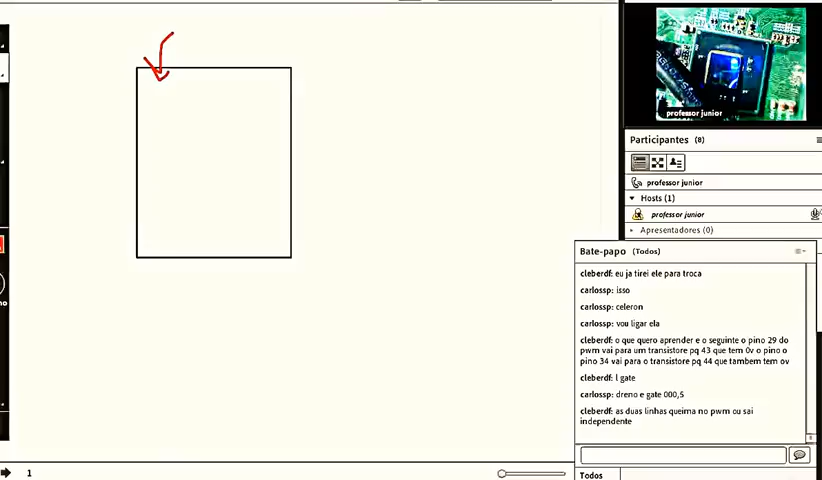 professor junior
Participantes (8)
professor junior
Hosts (1)
professor junior
Apresentadores (0)
Bate-papo (Todos)
cleberdf: eu ja tirei ele para troca
carlossp: isso
carlossp: celeron
carlossp: vou ligar ela
cleberdf: o que quero aprender e o seguinte o pino 29 do
pwm vai para um transistore pq 43 que tem 0v o pino o
pino 34 vai para o transistore pq 44 que tambem tem ov
cleberdf: l gate
carlossp: dreno e gate 000,5
cleberdf: as duas linhas queima no pwm ou sai
independente
Todos
1